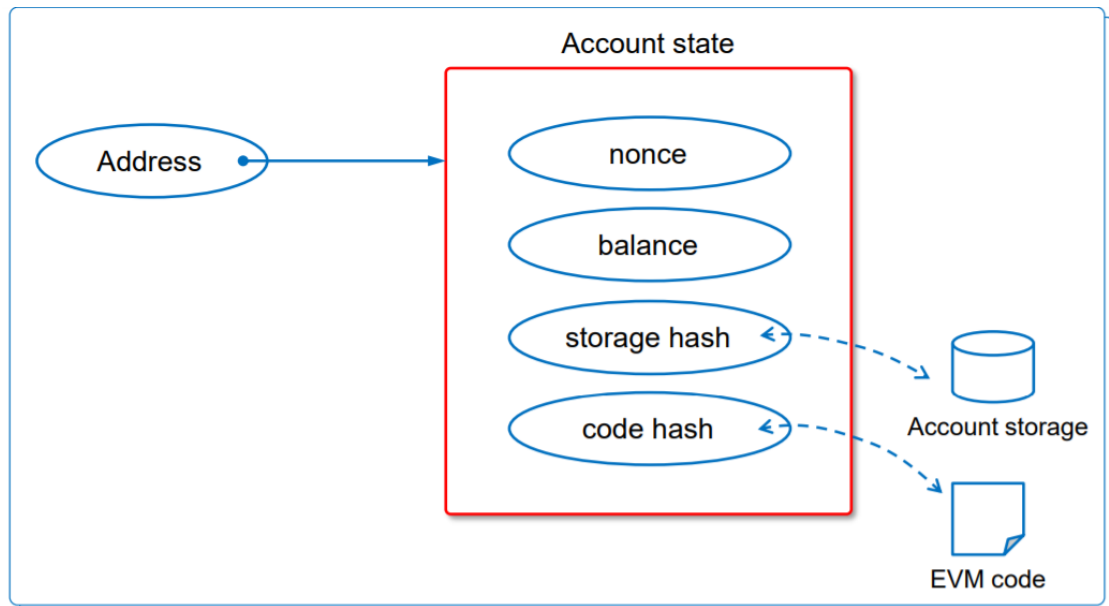 Account state
Address
nonce
balance
storage hash
code hash
Account storage
EVM code